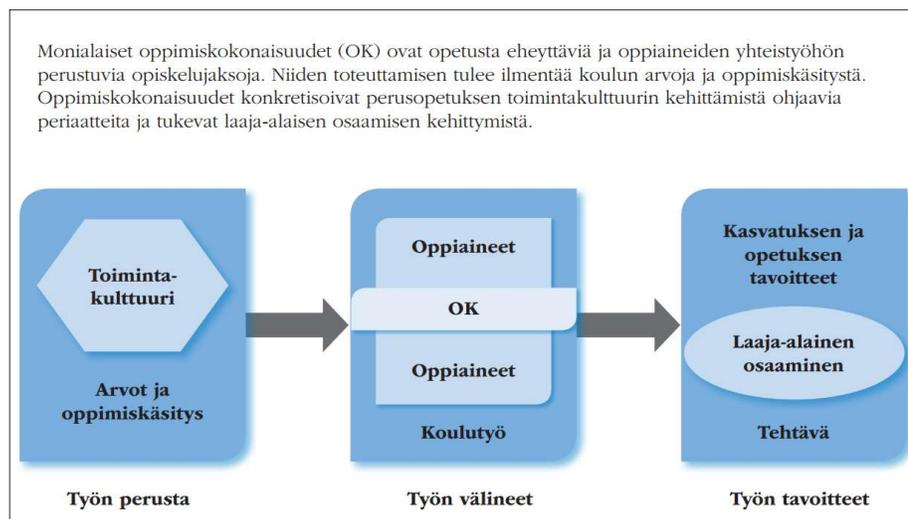 Monialaiset oppimiskokonaisuudet (OK) ovat opetusta eheyttäviä ja oppiaineiden yhteistyöhön
perustuvia opiskelujaksoja. Niiden toteuttamisen tulee ilmentää koulun arvoja ja oppimiskäsitystä.
Oppimiskokonaisuudet konkretisoivat perusopetuksen toimintakulttuurin kehittämistä ohjaavia
periaatteita ja tukevat laaja-alaisen osaamisen kehittymistä.
Toiminta-
kulttuuri
Arvot ja
oppimiskäsitys
Työn perusta
Oppiaineet
OK
Oppiaineet
Koulutyö
Työn välineet
Kasvatuksen ja
opetuksen
tavoitteet
Laaja-alainen
osaaminen
Tehtävä
Työn tavoitteet